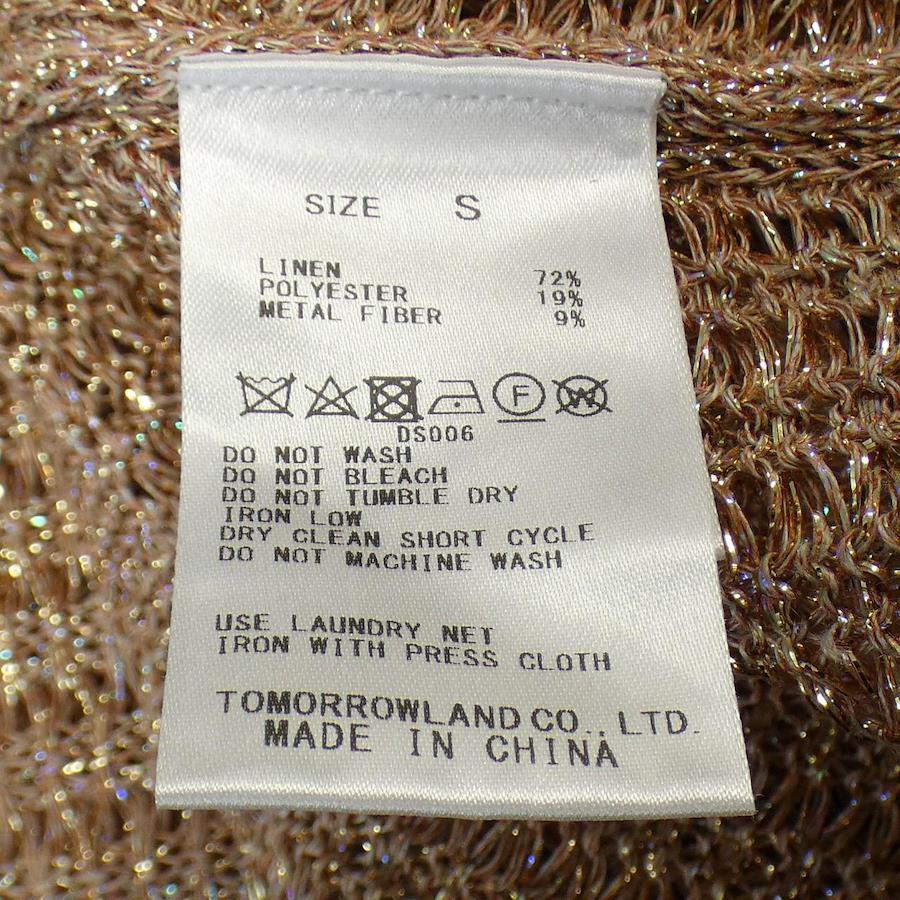 SIZE S
LINEN 72%
POLYESTER 19%
METAL FIBER 9%
F W
DS006
DO NOT WASH
DO NOT BLEACH
DO NOT TUMBLE DRY
IRON LOW
DRY CLEAN SHORT CYCLE
DO NOT MACHINE WASH
USE LAUNDRY NET
IRON WITH PRESS CLOTH
TOMORROWLAND CO., LTD.
MADE IN CHINA